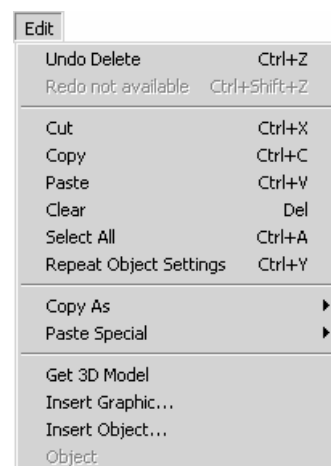 Edit
Undo Delete Ctrl+Z
Redo not available Ctrl+Shift+Z
Cut Ctrl+X
Copy Ctrl+C
Paste Ctrl+V
Clear Del
Select All Ctrl+A
Repeat Object Settings Ctrl+Y
Copy As
Paste Special
Get 3D Model
Insert Graphic...
Insert Object...
Object